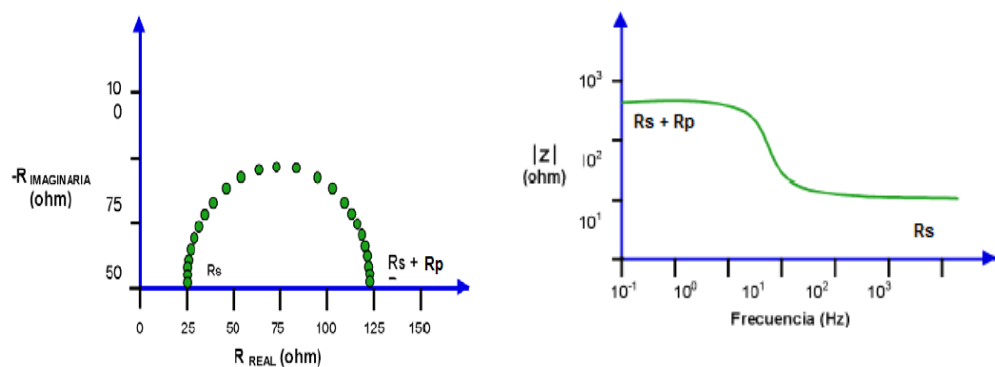 10
0
-R IMAGINARIA
(ohm)
75
50
Rs
Rs + Rp
0 25 50 75 100 125 150
R REAL (ohm)
10³
Rs + Rp
|z|
(ohm)
10²
10¹
Rs
10⁻¹ 10⁰ 10¹ 10² 10³
Frecuencia (Hz)